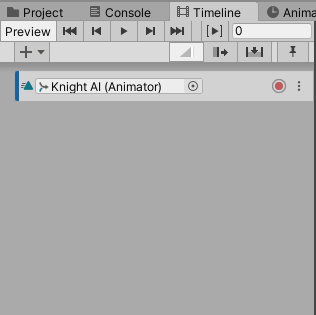 Project Console Timeline Anima
Preview 0
Knight AI (Animator)